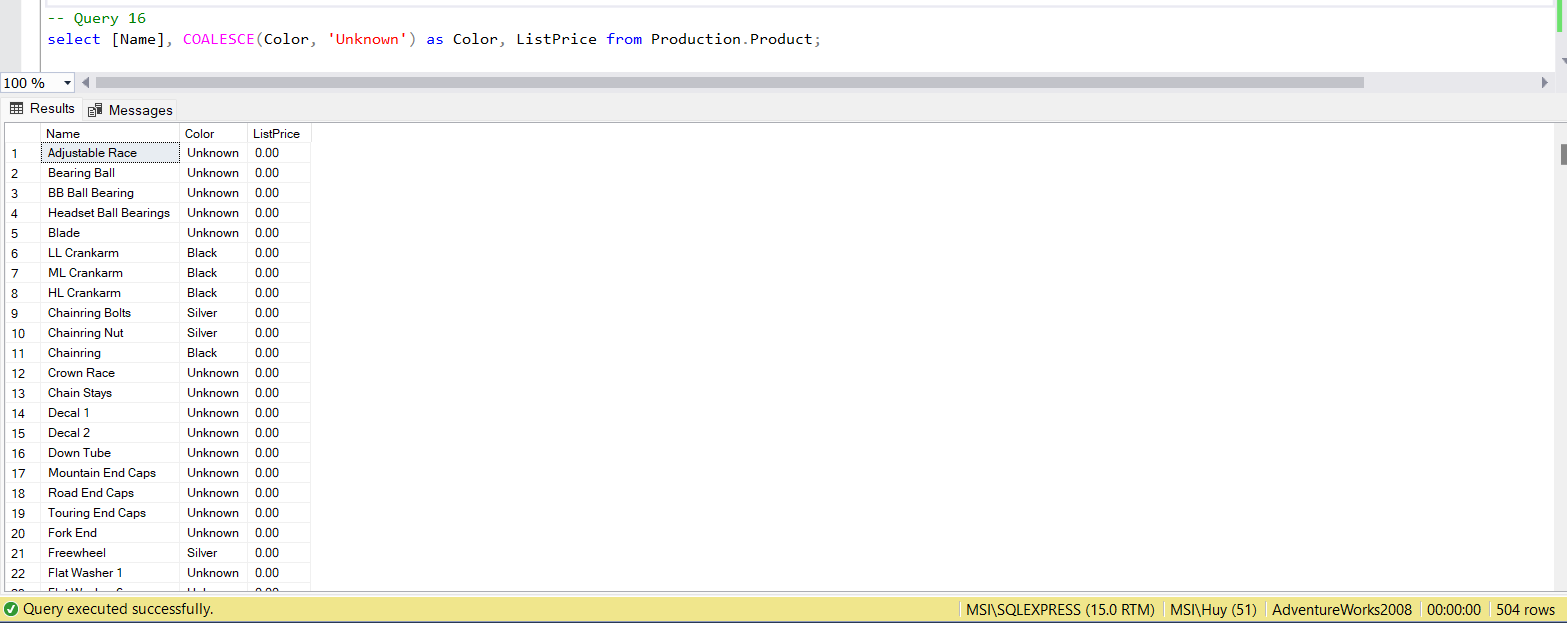 -- Query 16
select [Name], COALESCE(Color, 'Unknown') as Color, ListPrice from Production.Product;
100 %
Results Messages
Name Color ListPrice
1 Adjustable Race Unknown 0.00
2 Bearing Ball Unknown 0.00
3 BB Ball Bearing Unknown 0.00
4 Headset Ball Bearings Unknown 0.00
5 Blade Unknown 0.00
6 LL Crankarm Black 0.00
7 ML Crankarm Black 0.00
8 HL Crankarm Black 0.00
9 Chainring Bolts Silver 0.00
10 Chainring Nut Silver 0.00
11 Chainring Black 0.00
12 Crown Race Unknown 0.00
13 Chain Stays Unknown 0.00
14 Decal 1 Unknown 0.00
15 Decal 2 Unknown 0.00
16 Down Tube Unknown 0.00
17 Mountain End Caps Unknown 0.00
18 Road End Caps Unknown 0.00
19 Touring End Caps Unknown 0.00
20 Fork End Unknown 0.00
21 Freewheel Silver 0.00
22 Flat Washer 1 Unknown 0.00
Query executed successfully. MSI\SQLEXPRESS (15.0 RTM) MSI\Huy (51) AdventureWorks2008 00:00:00 504 rows